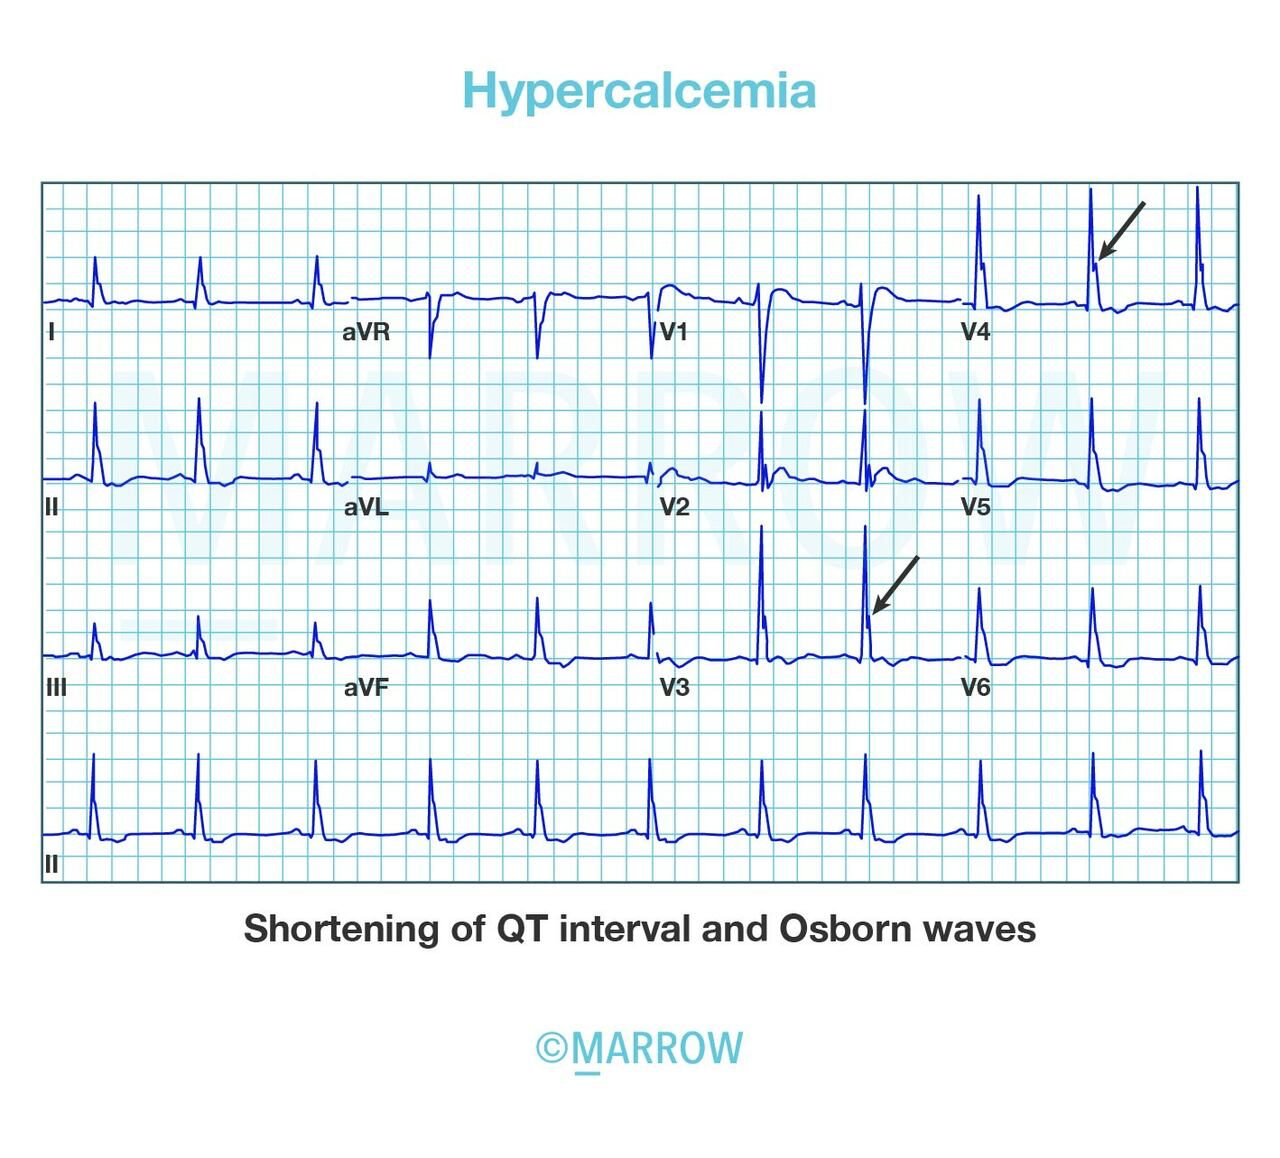 Hypercalcemia
I aVR V1 V4
MARROW
II aVL V2 V5
III aVF V3 V6
II
Shortening of QT interval and Osborn waves
©MARROW